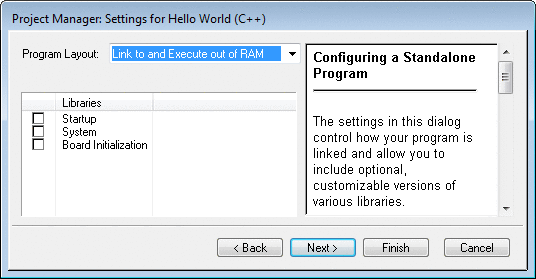 Project Manager: Settings for Hello World (C++)
Program Layout: Link to and Execute out of RAM
Libraries
Startup
System
Board Initialization
Configuring a Standalone
Program
The settings in this dialog
control how your program is
linked and allow you to
include optional,
customizable versions of
various libraries.
< Back Next > Finish Cancel